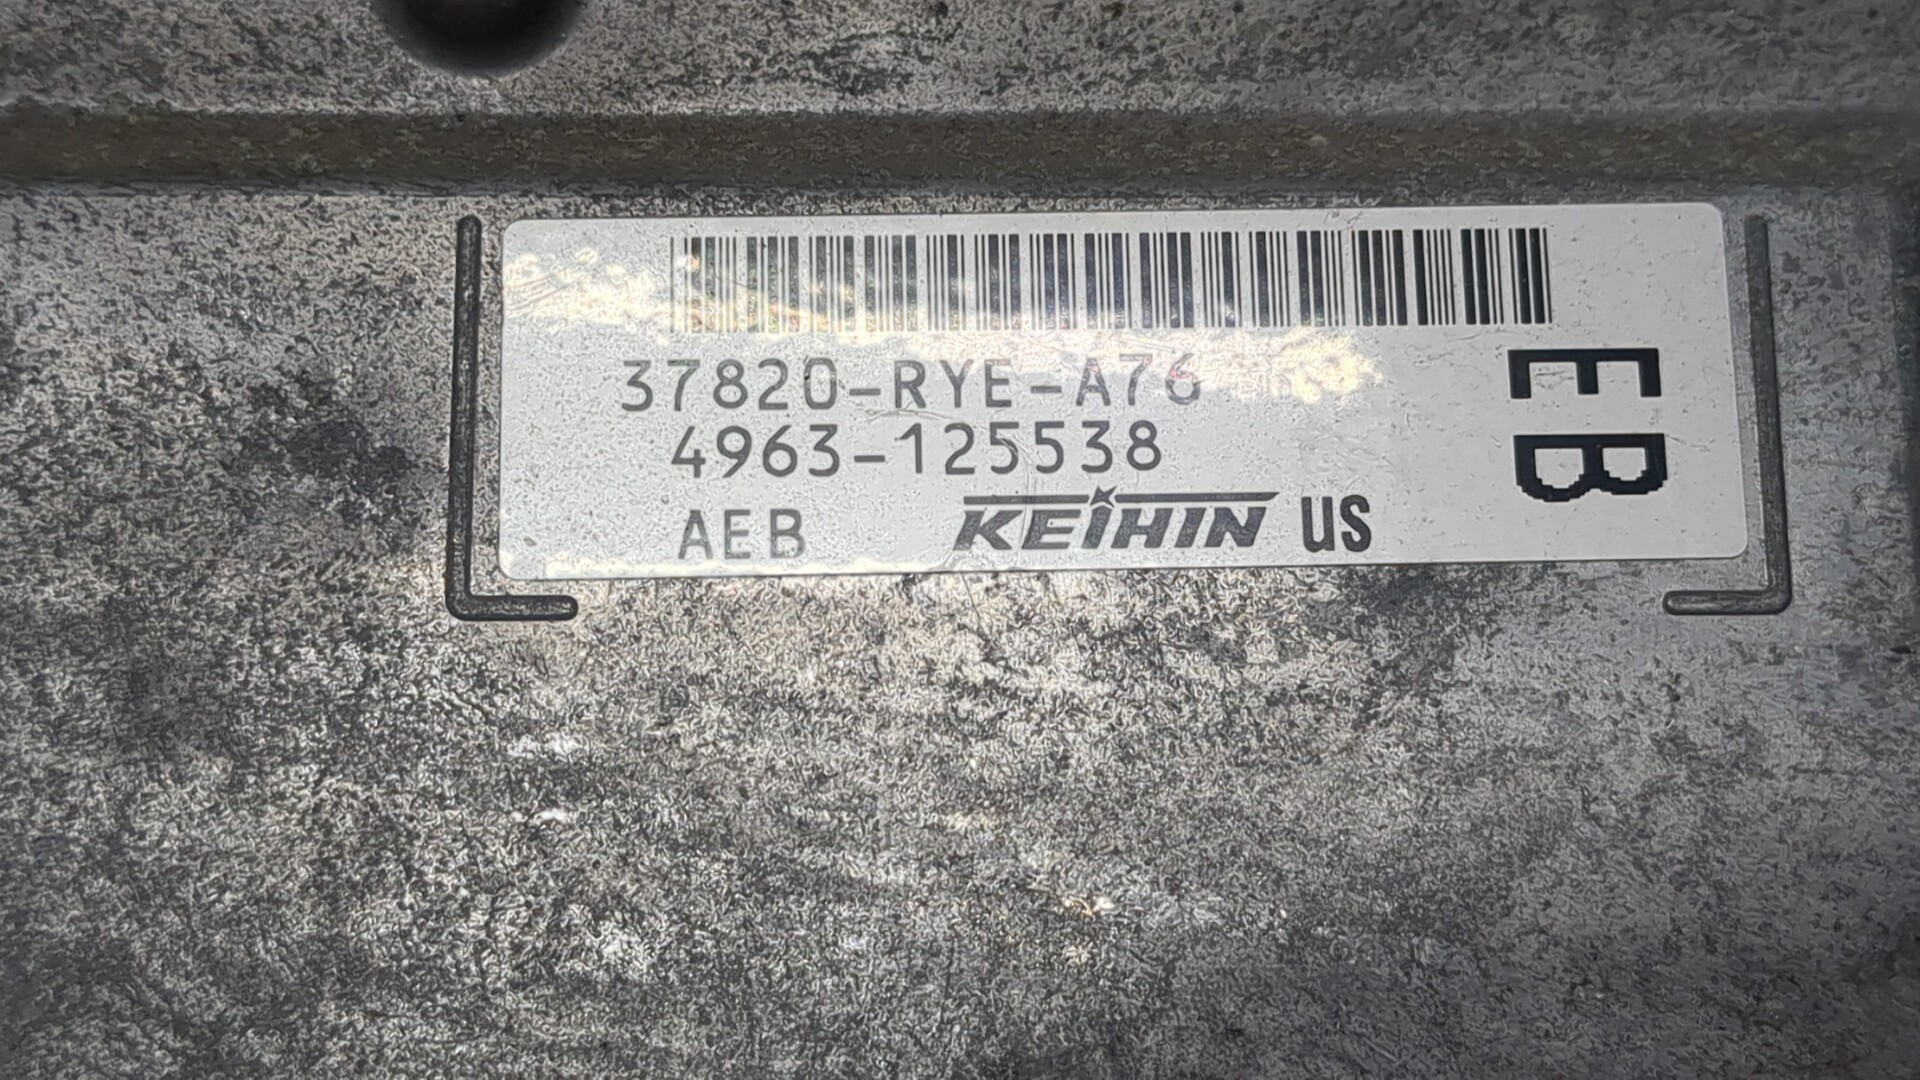 37820-RYE-A76
4963-125538
AEB KEIHIN US
EB